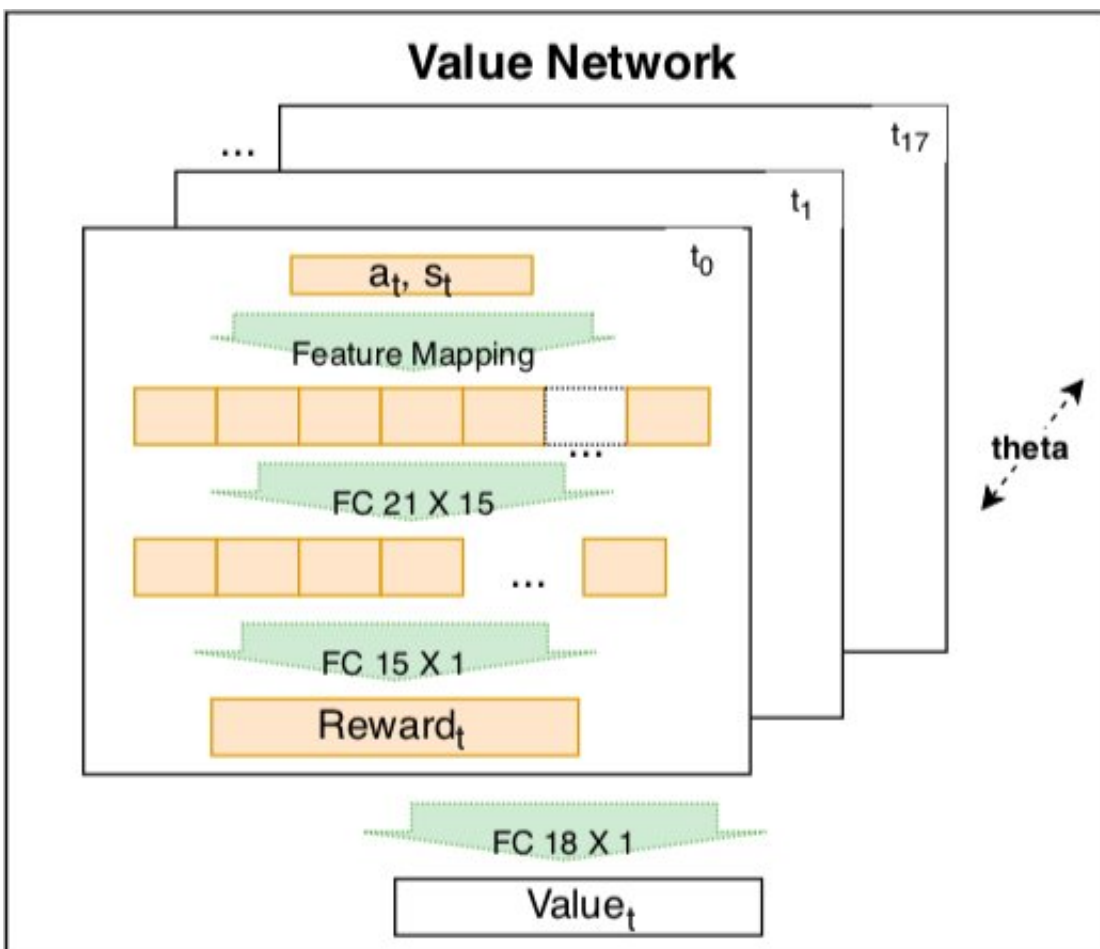 Value Network
...
t17
t1
t0
at, st
Feature Mapping
...
theta
FC 21 X 15
...
FC 15 X 1
Rewardt
FC 18 X 1
Valuet